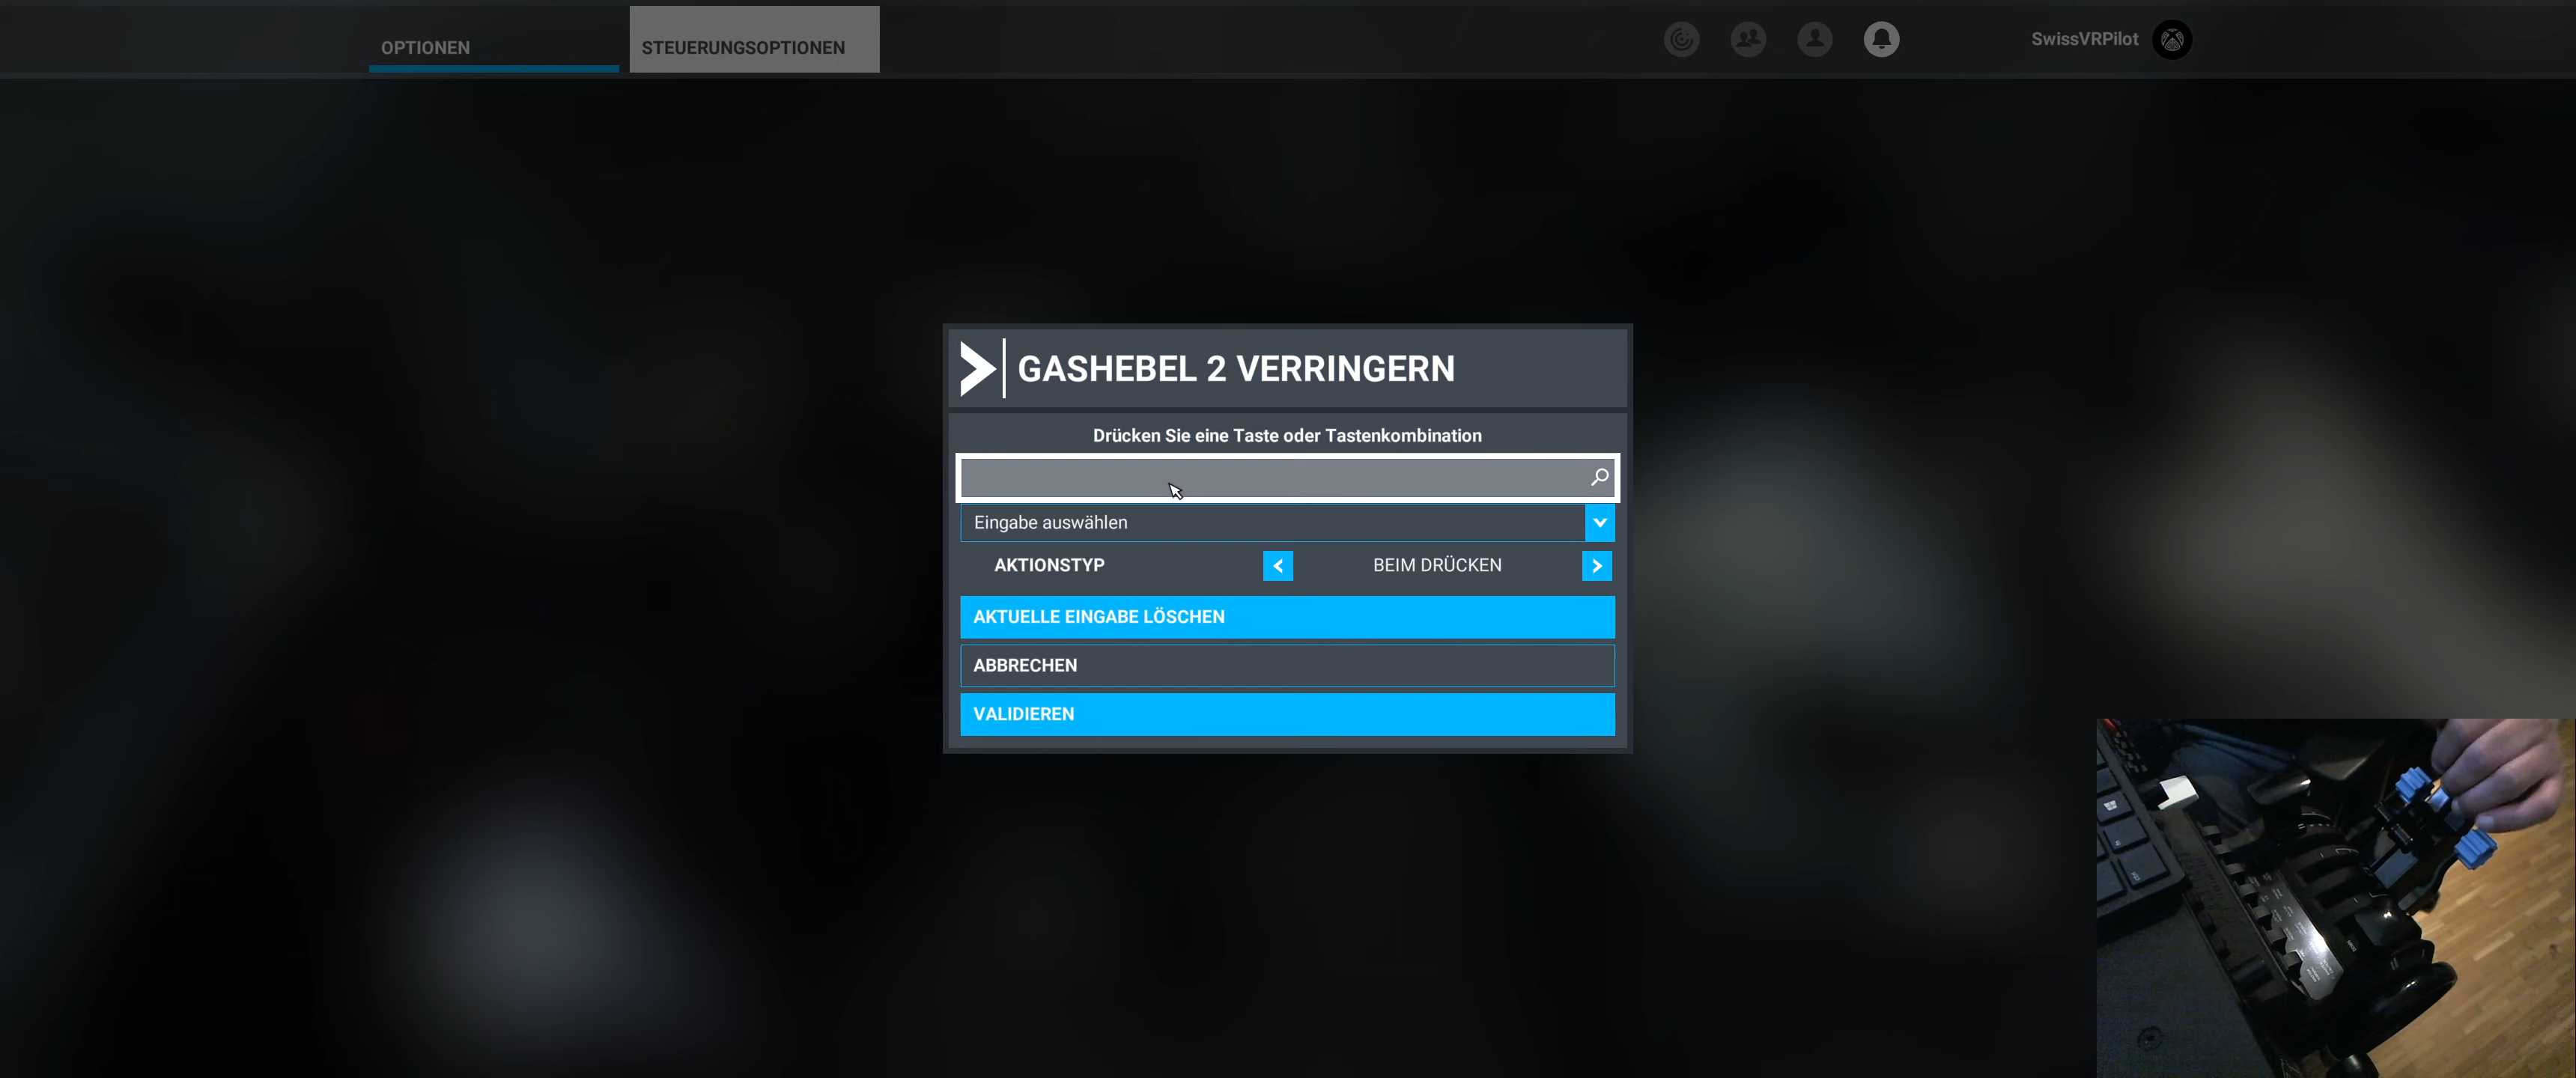 OPTIONEN
STEUERUNGSOPTIONEN
SwissVRPilot
GASHEBEL 2 VERRINGERN
Drücken Sie eine Taste oder Tastenkombination
Eingabe auswählen
AKTIONSTYP
BEIM DRÜCKEN
AKTUELLE EINGABE LÖSCHEN
ABBRECHEN
VALIDIEREN